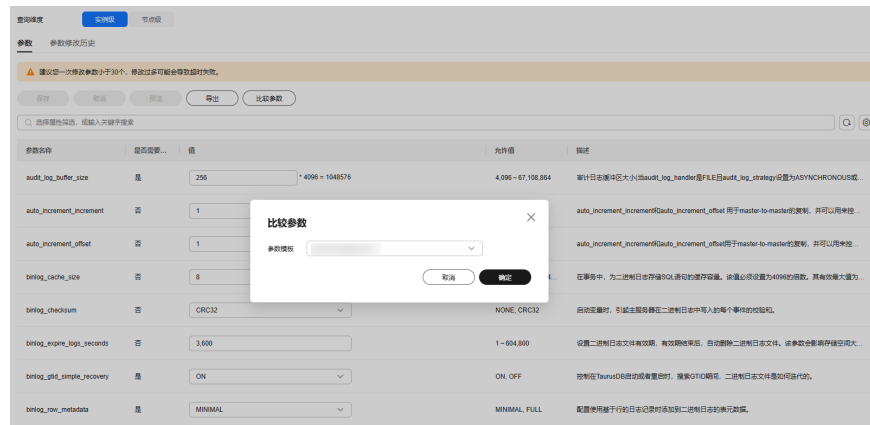 查询维度 实例级 节点级
参数 参数修改历史
建议您一次修改参数小于30个，修改过多可能会导致超时失败。
保存 取消 预览 导出 比较参数
选择属性筛选，或输入关键字搜索
参数名称 是否需要... 值 允许值 描述
audit_log_buffer_size 是 256 * 4096 = 1048576 4,096 – 67,108,864 审计日志缓冲区大小(当audit_log_handler是FILE且audit_log_strategy设置为ASYNCHRONOUS或...
auto_increment_increment 否 1 auto_increment_increment和auto_increment_offset 用于master-to-master的复制，并可以用来控...
auto_increment_offset 否 1 auto_increment_increment和auto_increment_offset用于master-to-master的复制，并可以用来控...
比较参数
参数模板
取消 确定
binlog_cache_size 否 8 4... 在事务中，为二进制日志存储SQL语句的缓存容量。该值必须设置为4096的倍数。其有效最大值为...
binlog_checksum 否 CRC32 NONE, CRC32 启动变量时，引起主服务器在二进制日志中写入的每个事件的校验和。
binlog_expire_logs_seconds 否 3,600 1 – 604,800 设置二进制日志文件有效期，有效期结束后，自动删除二进制日志文件。该参数会影响存储空间大...
binlog_gtid_simple_recovery 是 ON ON, OFF 控制在TaurusDB启动或者重启时，搜索GTID期间，二进制日志文件是如何迭代的。
binlog_row_metadata 是 MINIMAL MINIMAL, FULL 配置使用基于行的日志记录时添加到二进制日志的表元数据。